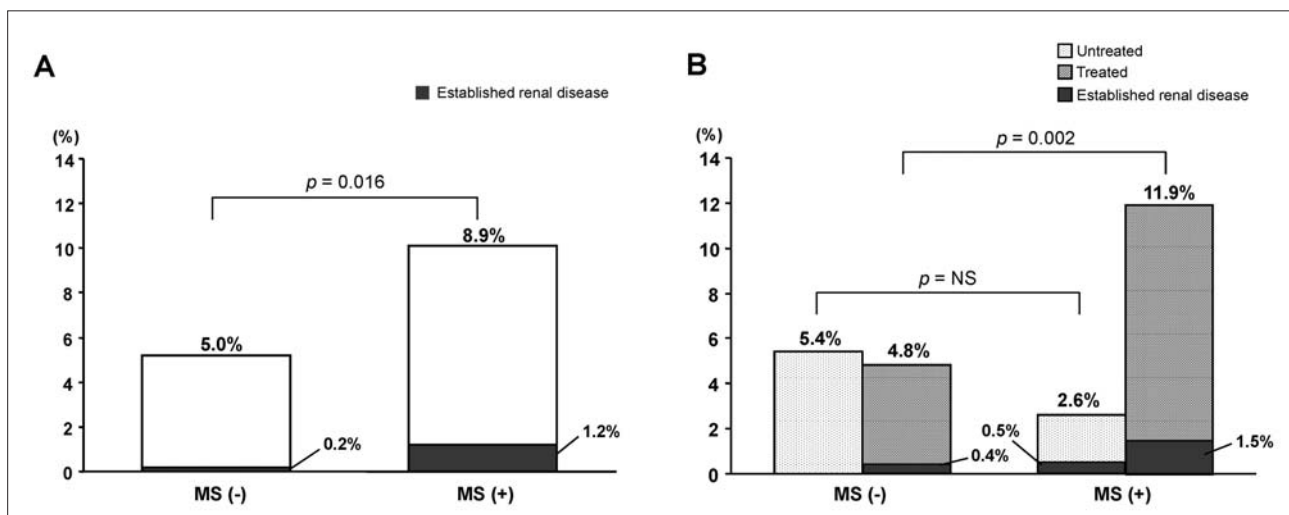 A
Established renal disease
(%)
14
12
10
8
6
4
2
0
p = 0.016
5.0%
8.9%
0.2%
1.2%
MS (-)
MS (+)
B
Untreated
Treated
Established renal disease
(%)
14
12
10
8
6
4
2
0
p = 0.002
11.9%
p = NS
5.4%
4.8%
2.6%
0.5%
0.4%
1.5%
MS (-)
MS (+)